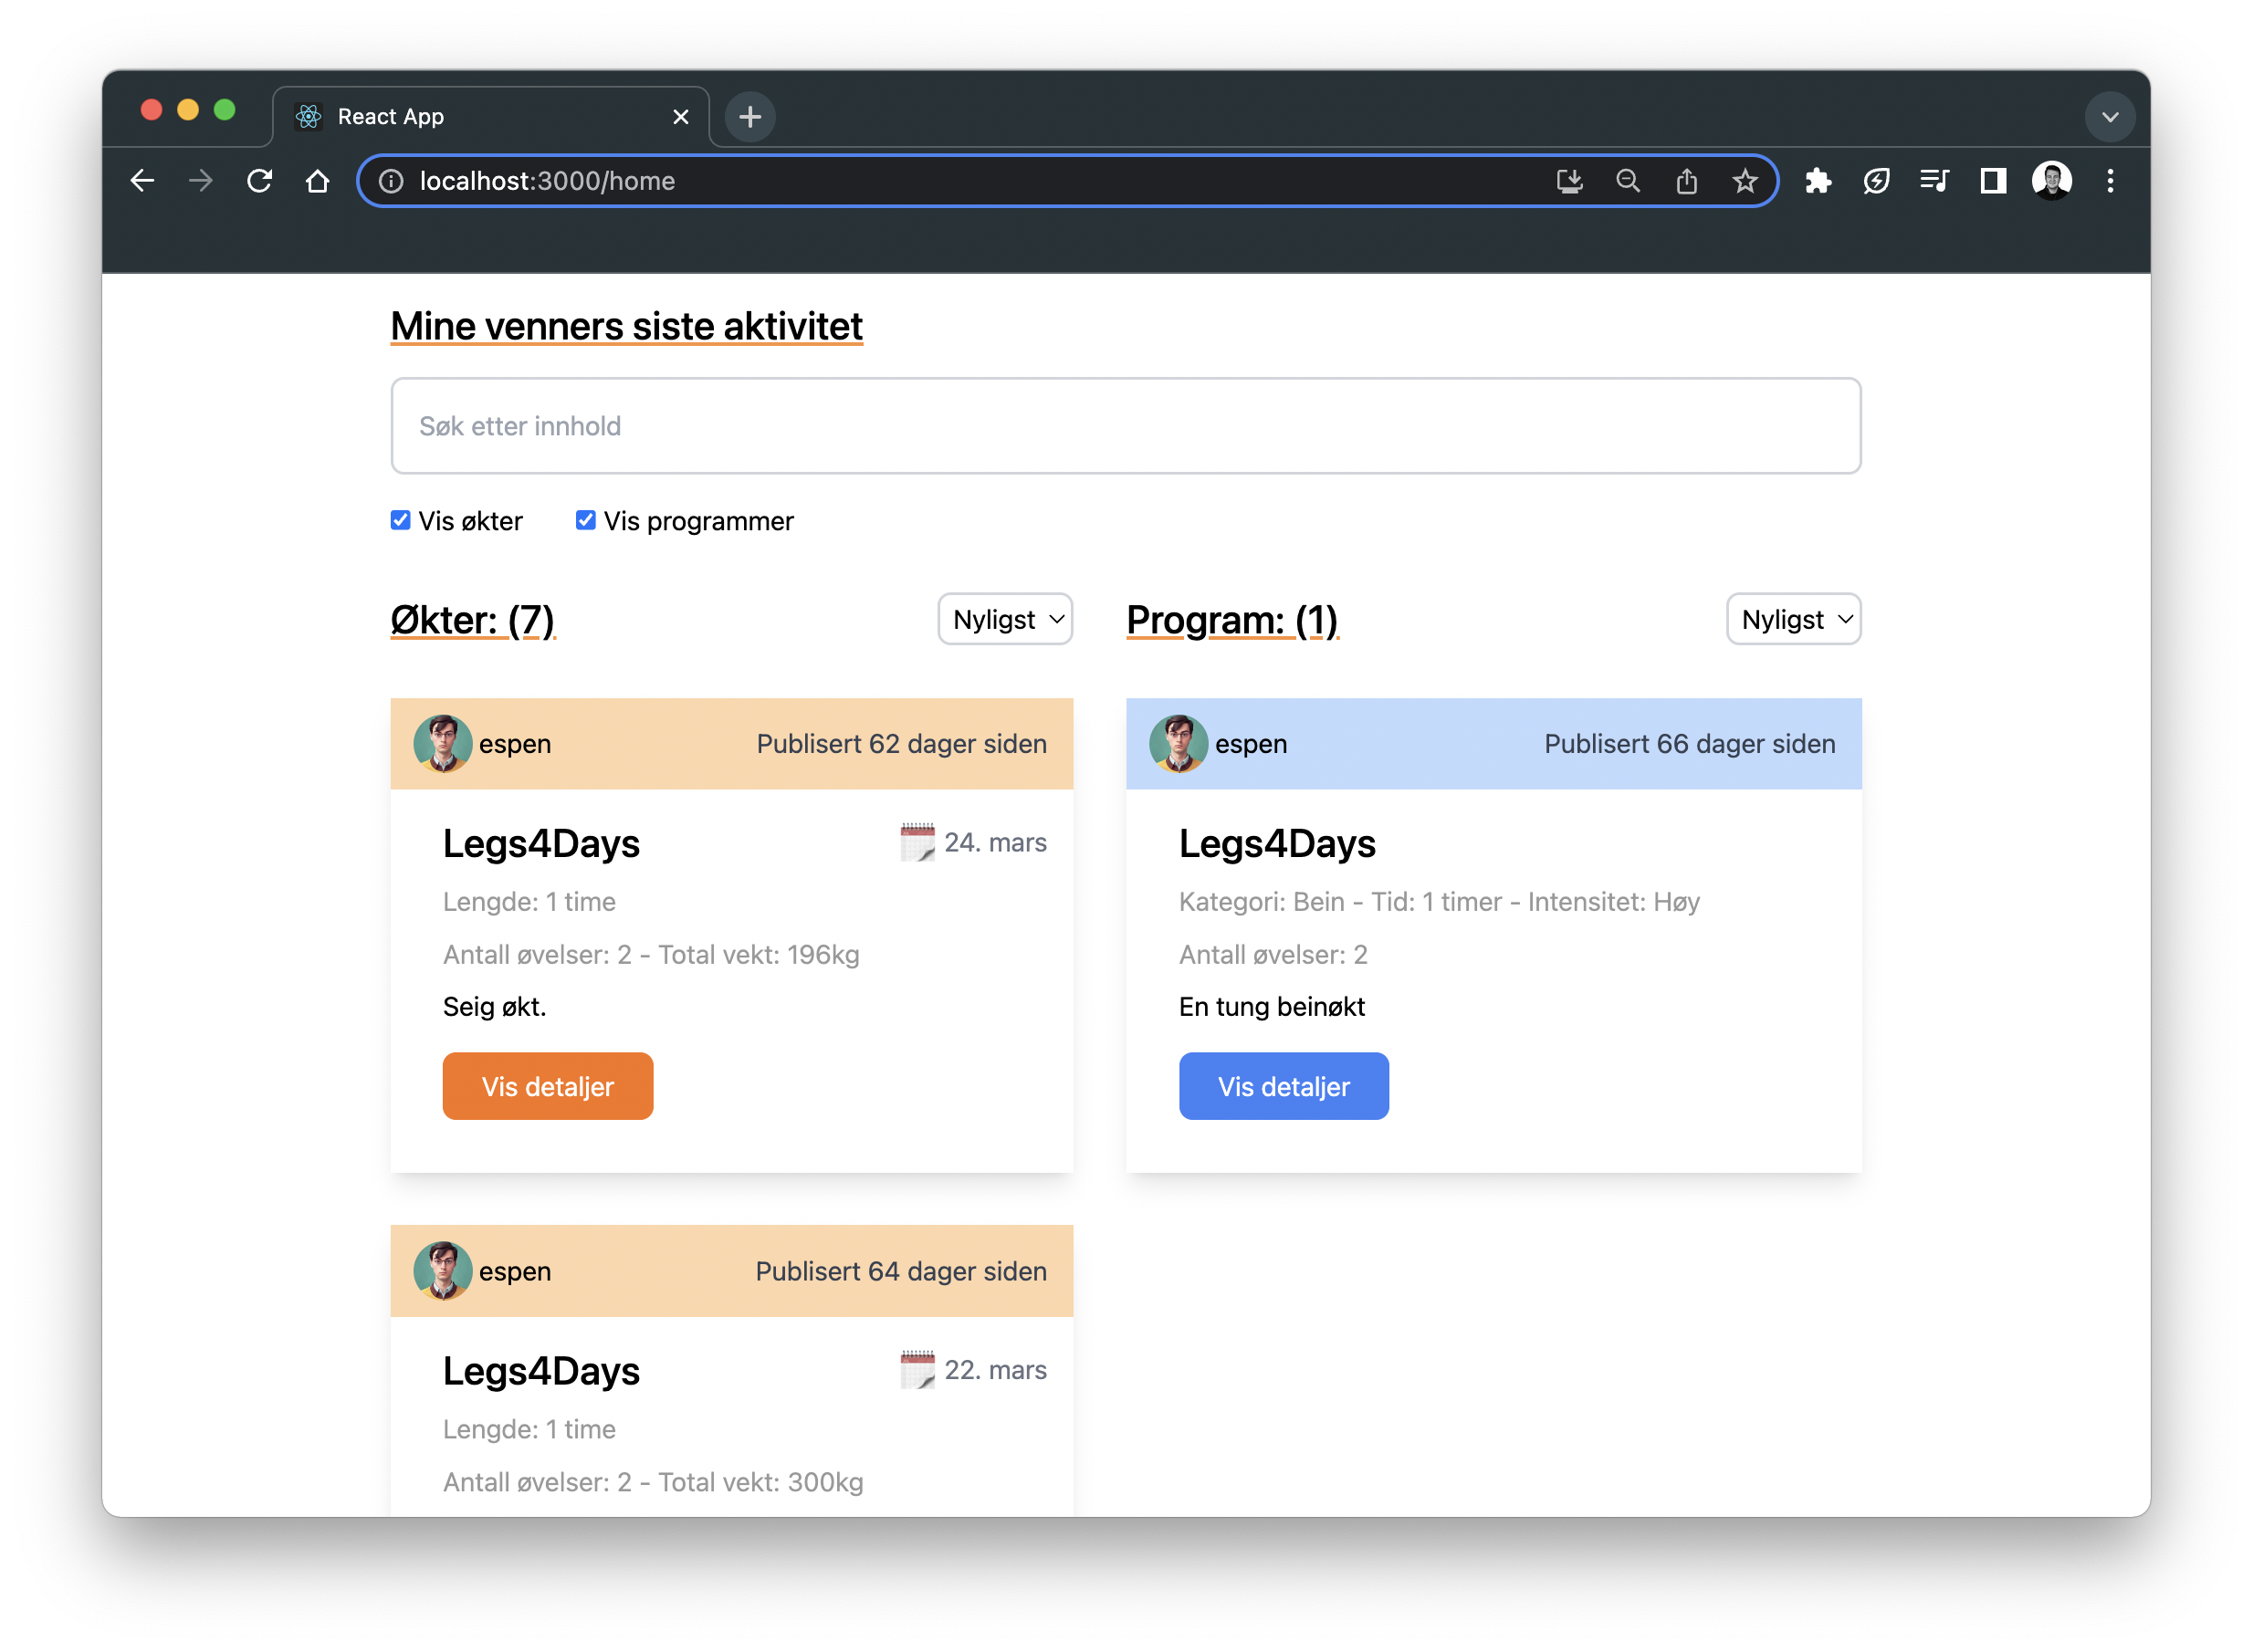 React App
localhost:3000/home
Mine venners siste aktivitet
Søk etter innhold
Vis økter Vis programmer
Økter: (7) Nyligst
espen Publisert 62 dager siden
Legs4Days 24. mars
Lengde: 1 time
Antall øvelser: 2 - Total vekt: 196kg
Seig økt.
Vis detaljer
espen Publisert 64 dager siden
Legs4Days 22. mars
Lengde: 1 time
Antall øvelser: 2 - Total vekt: 300kg
Program: (1) Nyligst
espen Publisert 66 dager siden
Legs4Days
Kategori: Bein - Tid: 1 timer - Intensitet: Høy
Antall øvelser: 2
En tung beinøkt
Vis detaljer